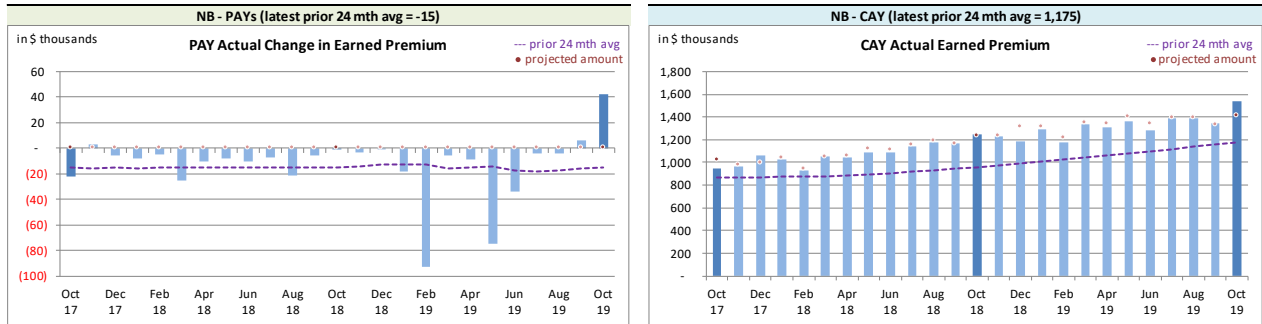 NB - PAYs (latest prior 24 mth avg = -15)
in $ thousands
PAY Actual Change in Earned Premium
--- prior 24 mth avg
• projected amount
60
40
20
-
(20)
(40)
(60)
(80)
(100)
Oct Dec Feb Apr Jun Aug Oct Dec Feb Apr Jun Aug Oct
17 17 18 18 18 18 18 18 19 19 19 19 19
NB - CAY (latest prior 24 mth avg = 1,175)
in $ thousands
CAY Actual Earned Premium
--- prior 24 mth avg
• projected amount
1,800
1,600
1,400
1,200
1,000
800
600
400
200
-
Oct Dec Feb Apr Jun Aug Oct Dec Feb Apr Jun Aug Oct
17 17 18 18 18 18 18 18 19 19 19 19 19